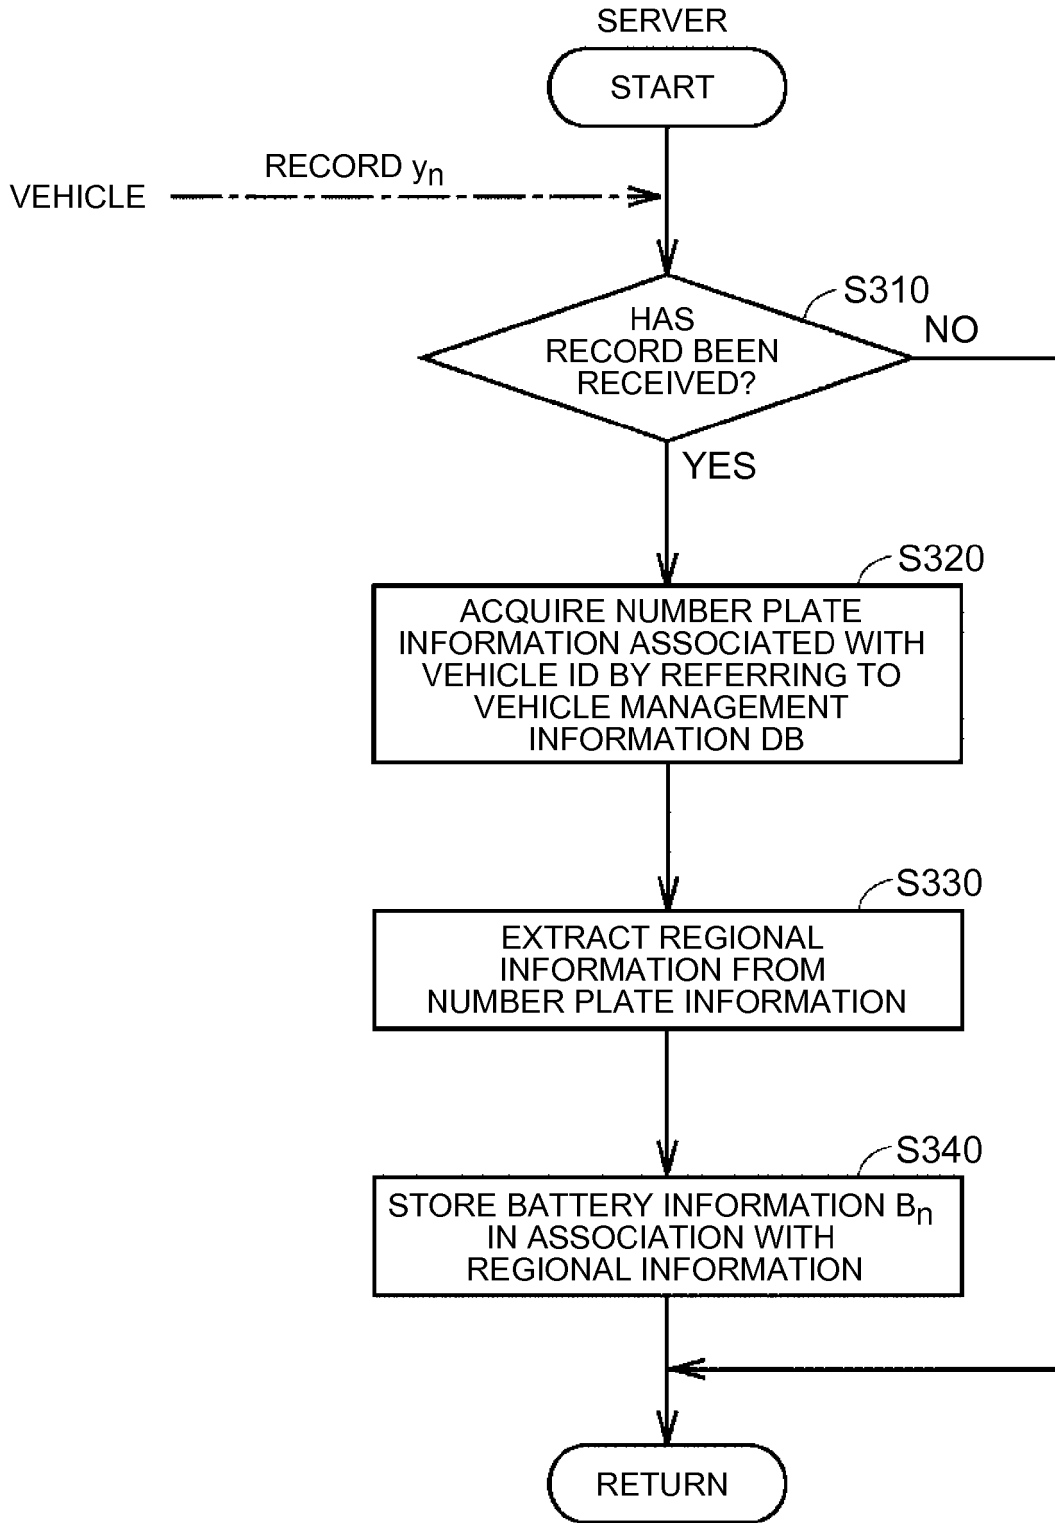 SERVER
START
RECORD yn
VEHICLE
S310
HAS
RECORD BEEN
RECEIVED?
NO
YES
S320
ACQUIRE NUMBER PLATE
INFORMATION ASSOCIATED WITH
VEHICLE ID BY REFERRING TO
VEHICLE MANAGEMENT
INFORMATION DB
S330
EXTRACT REGIONAL
INFORMATION FROM
NUMBER PLATE INFORMATION
S340
STORE BATTERY INFORMATION Bn
IN ASSOCIATION WITH
REGIONAL INFORMATION
RETURN